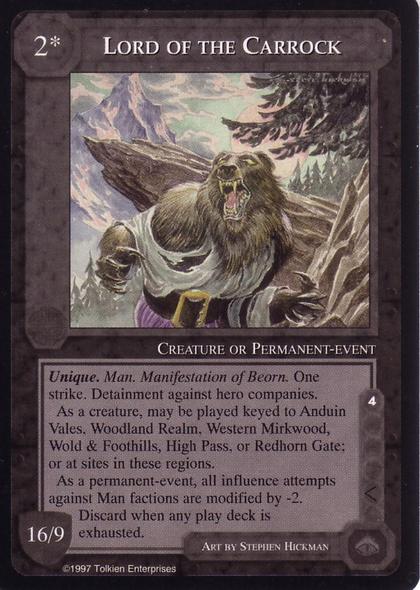 2*
LORD OF THE CARROCK
CREATURE OR PERMANENT-EVENT
Unique. Man. Manifestation of Beorn. One
strike. Detainment against hero companies.
As a creature, may be played keyed to Anduin
Vales, Woodland Realm, Western Mirkwood,
Wold & Foothills, High Pass, or Redhorn Gate;
or at sites in these regions.
As a permanent-event, all influence attempts
against Man factions are modified by -2.
Discard when any play deck is
exhausted.
4
16/9
ART BY STEPHEN HICKMAN
©1997 Tolkien Enterprises